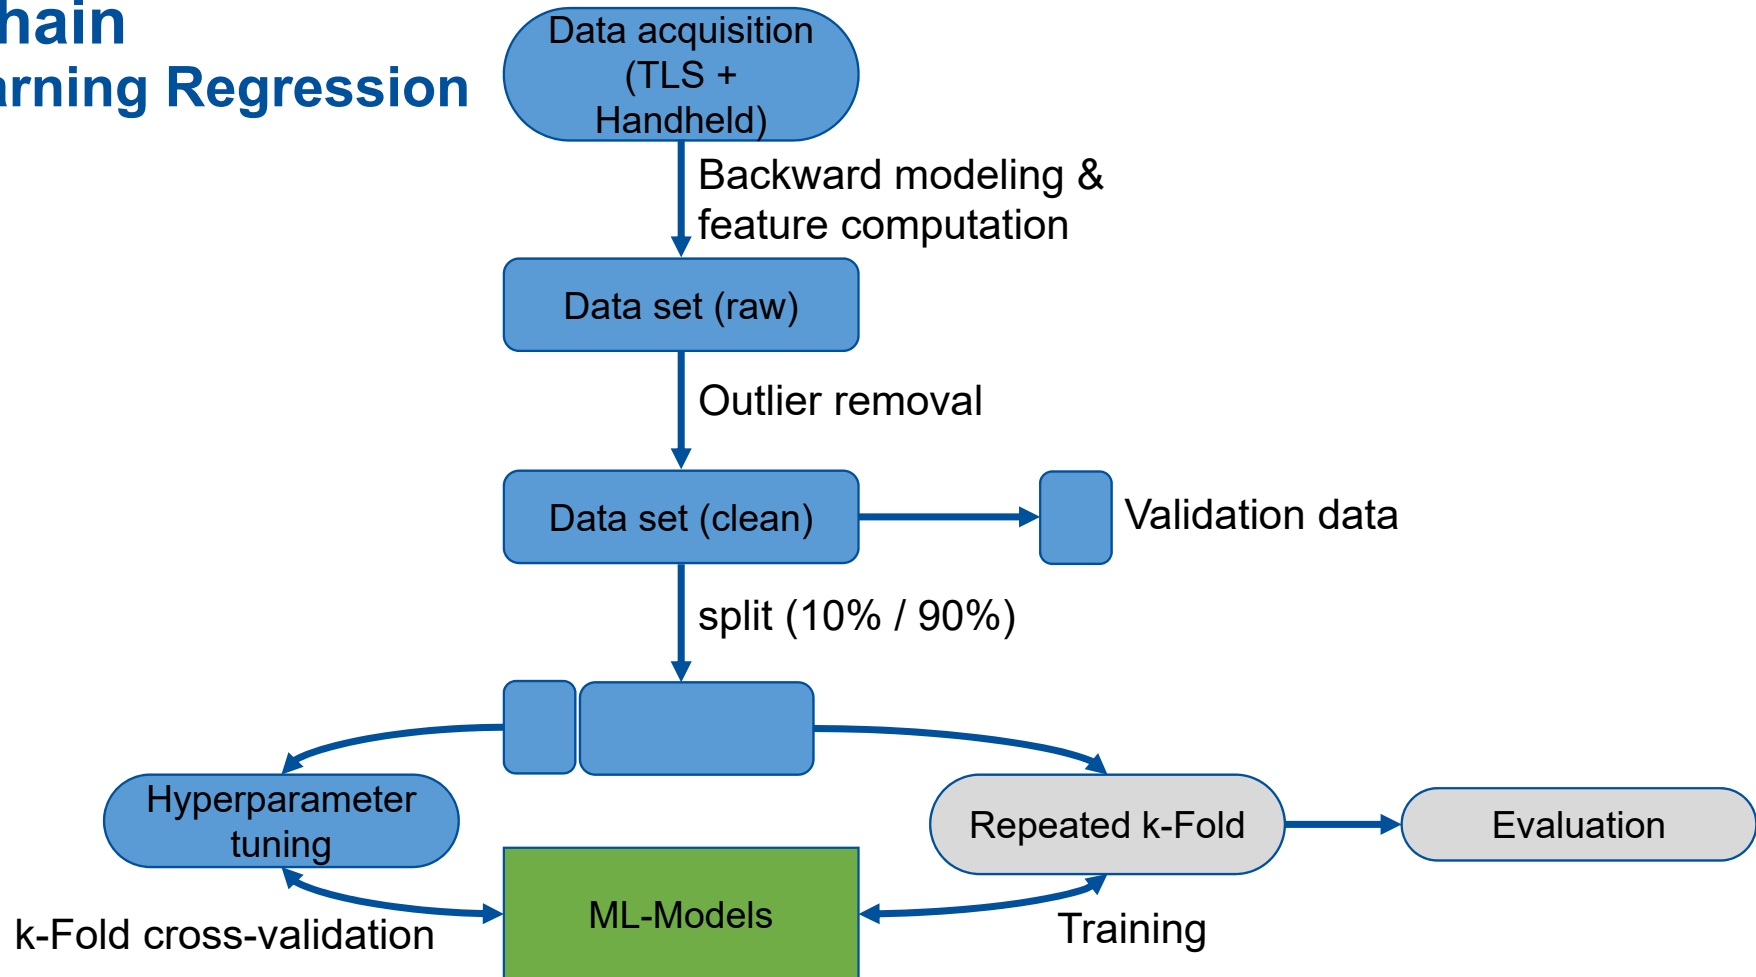 hain
arning Regression
Data acquisition
(TLS +
Handheld)
Backward modeling &
feature computation
Data set (raw)
Outlier removal
Data set (clean)
Validation data
split (10% / 90%)
Hyperparameter
tuning
Repeated k-Fold
Evaluation
ML-Models
k-Fold cross-validation
Training